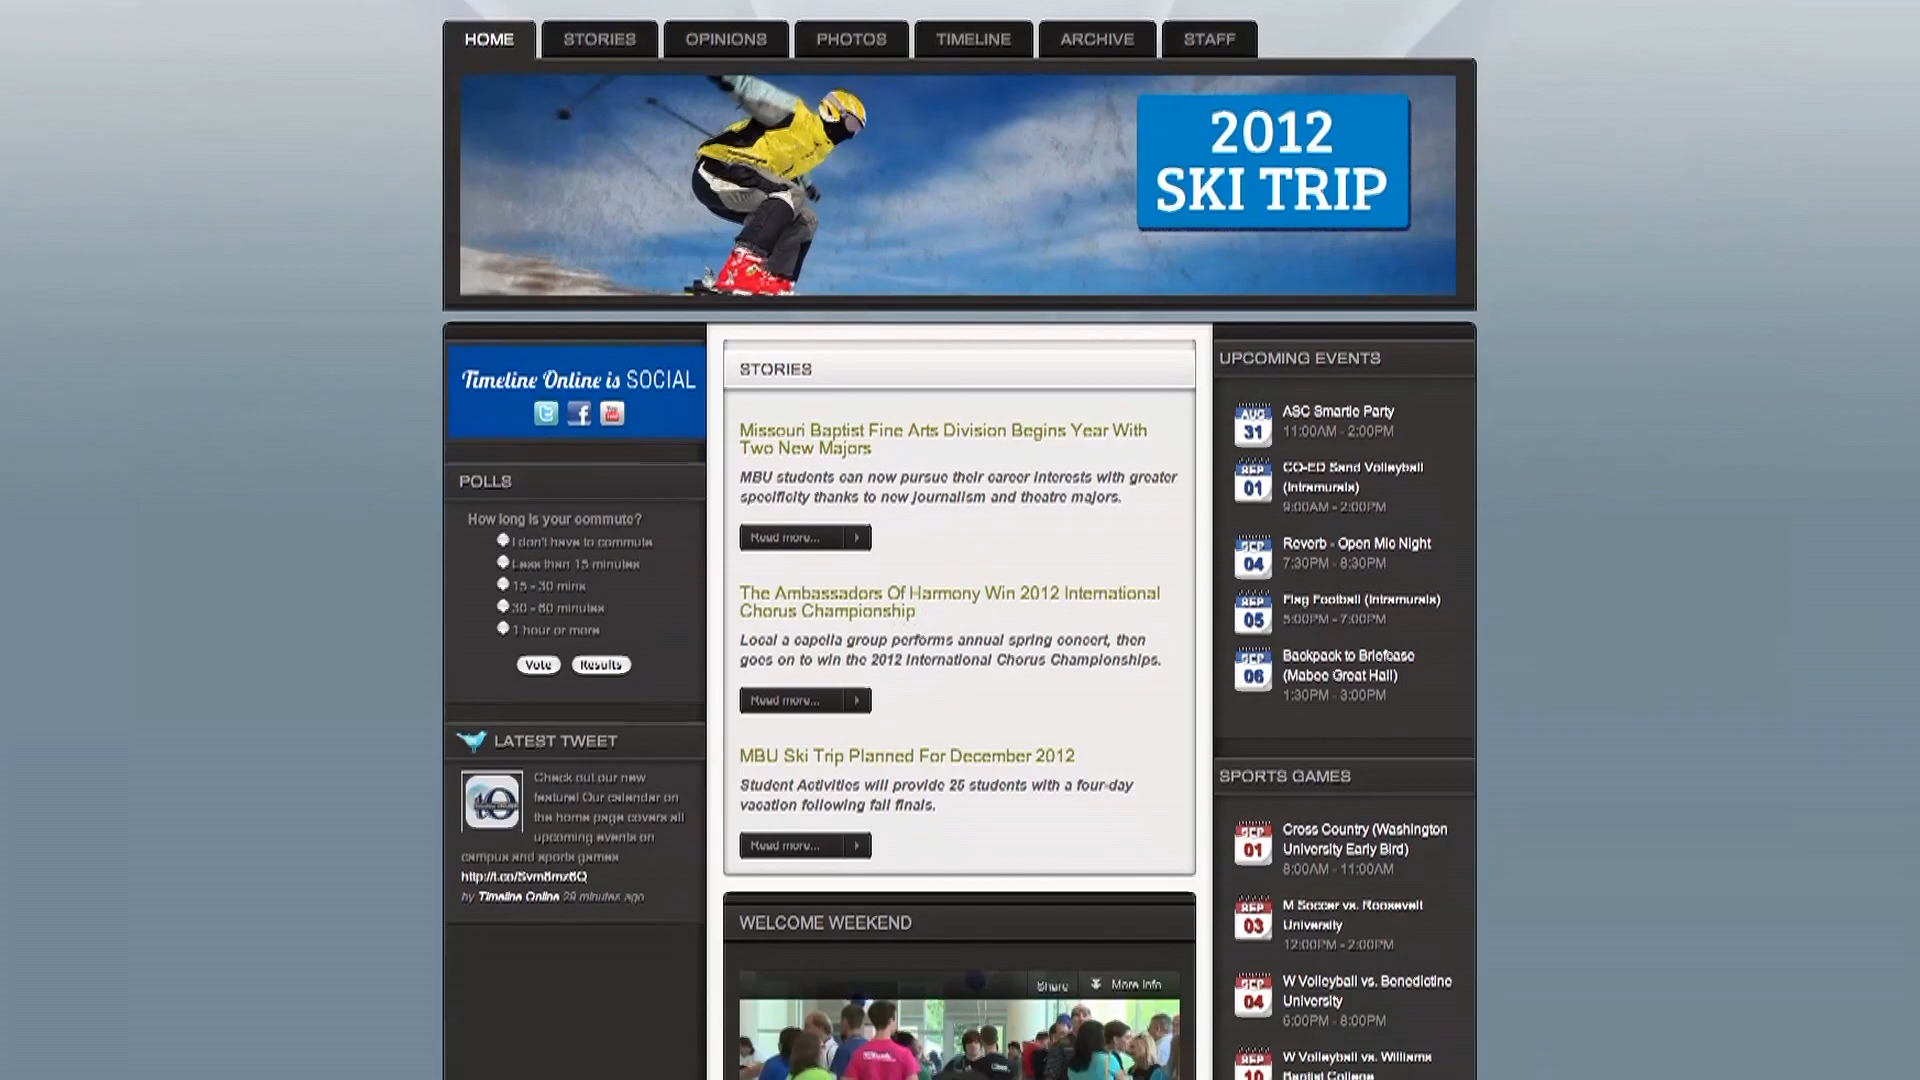 HOME
STORIES
OPINIONS
PHOTOS
TIMELINE
ARCHIVE
STAFF
2012
SKI TRIP
Timeline Online is SOCIAL
POLLS
How long is your commute?
I don't have to commute
Less than 15 minutes
15 - 30 mins
30 - 60 minutes
1 hour or more
Vote
Results
LATEST TWEET
Check out our new
feature! Our calendar on
the home page covers all
upcoming events on
campus and sports games
by Timeline Online 29 minutes ago
STORIES
Missouri Baptist Fine Arts Division Begins Year With
Two New Majors
MBU students can now pursue their career interests with greater
specificity thanks to new journalism and theatre majors.
Read more...
The Ambassadors Of Harmony Win 2012 International
Chorus Championship
Local a capella group performs annual spring concert, then
goes on to win the 2012 International Chorus Championships.
Read more...
MBU Ski Trip Planned For December 2012
Student Activities will provide 25 students with a four-day
vacation following fall finals.
Read more...
WELCOME WEEKEND
Share
More Info
UPCOMING EVENTS
AUG
31
ASC Smartie Party
11:00AM - 2:00PM
SEP
01
CO-ED Sand Volleyball
(Intramurals)
9:00AM - 2:00PM
SEP
04
Reverb - Open Mic Night
7:30PM - 8:30PM
SEP
05
Flag Football (Intramurals)
5:00PM - 7:00PM
SEP
06
Backpack to Briefcase
(Mabee Great Hall)
1:30PM - 3:00PM
SPORTS GAMES
SEP
01
Cross Country (Washington
University Early Bird)
8:00AM - 11:00AM
SEP
03
M Soccer vs. Roosevelt
University
12:00PM - 2:00PM
SEP
04
W Volleyball vs. Benedictine
University
6:00PM - 8:00PM
SEP
10
W Volleyball vs. Williams
Baptist College